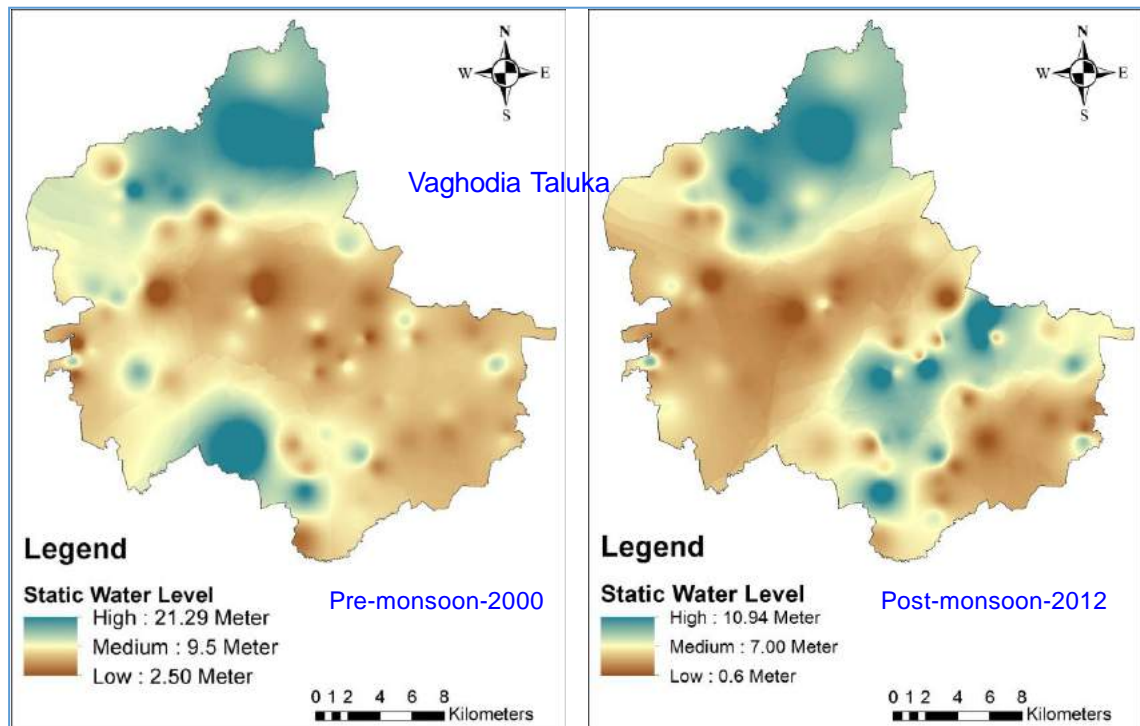 N
W E
S
Vaghodia Taluka
Legend
Static Water Level
High : 21.29 Meter
Medium : 9.5 Meter
Low : 2.50 Meter
Pre-monsoon-2000
0 1 2 4 6 8
Kilometers
N
W E
S
Legend
Static Water Level
High : 10.94 Meter
Medium : 7.00 Meter
Low : 0.6 Meter
Post-monsoon-2012
0 1 2 4 6 8
Kilometers